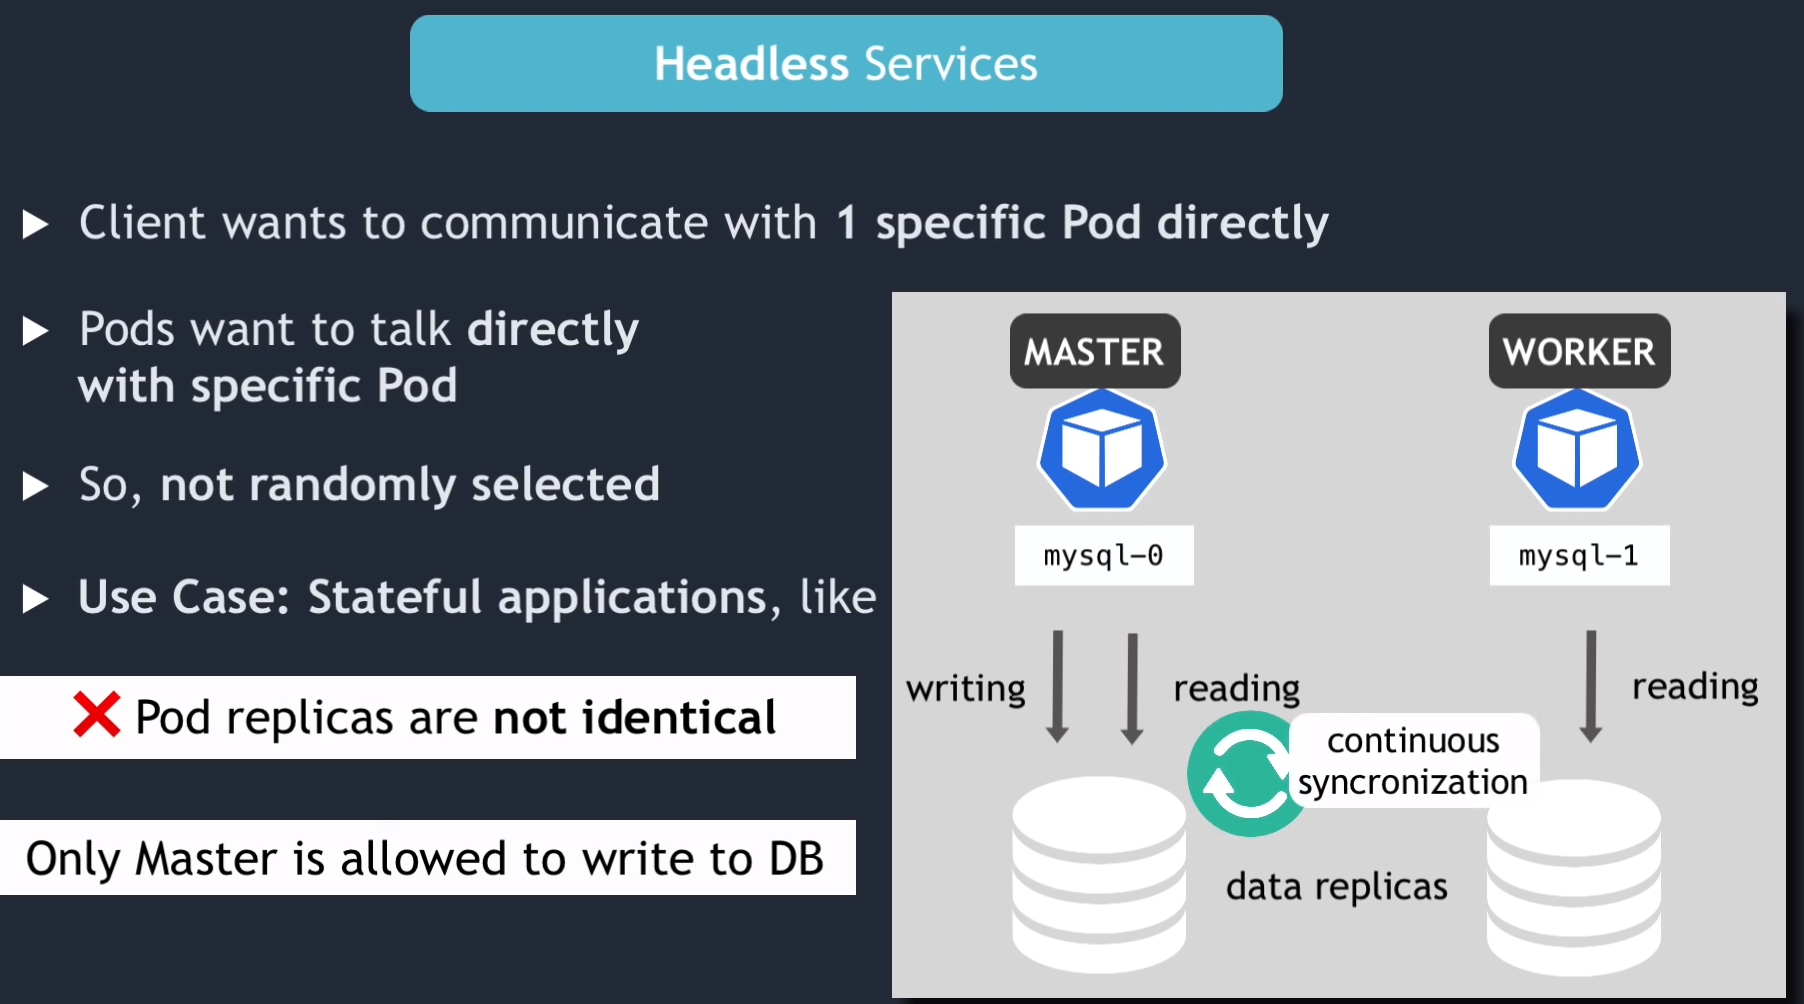 Headless Services
Client wants to communicate with 1 specific Pod directly
Pods want to talk directly
with specific Pod
So, not randomly selected
Use Case: Stateful applications, like
Pod replicas are not identical
Only Master is allowed to write to DB
MASTER
WORKER
mysql-0
mysql-1
writing
reading
reading
continuous
syncronization
data replicas